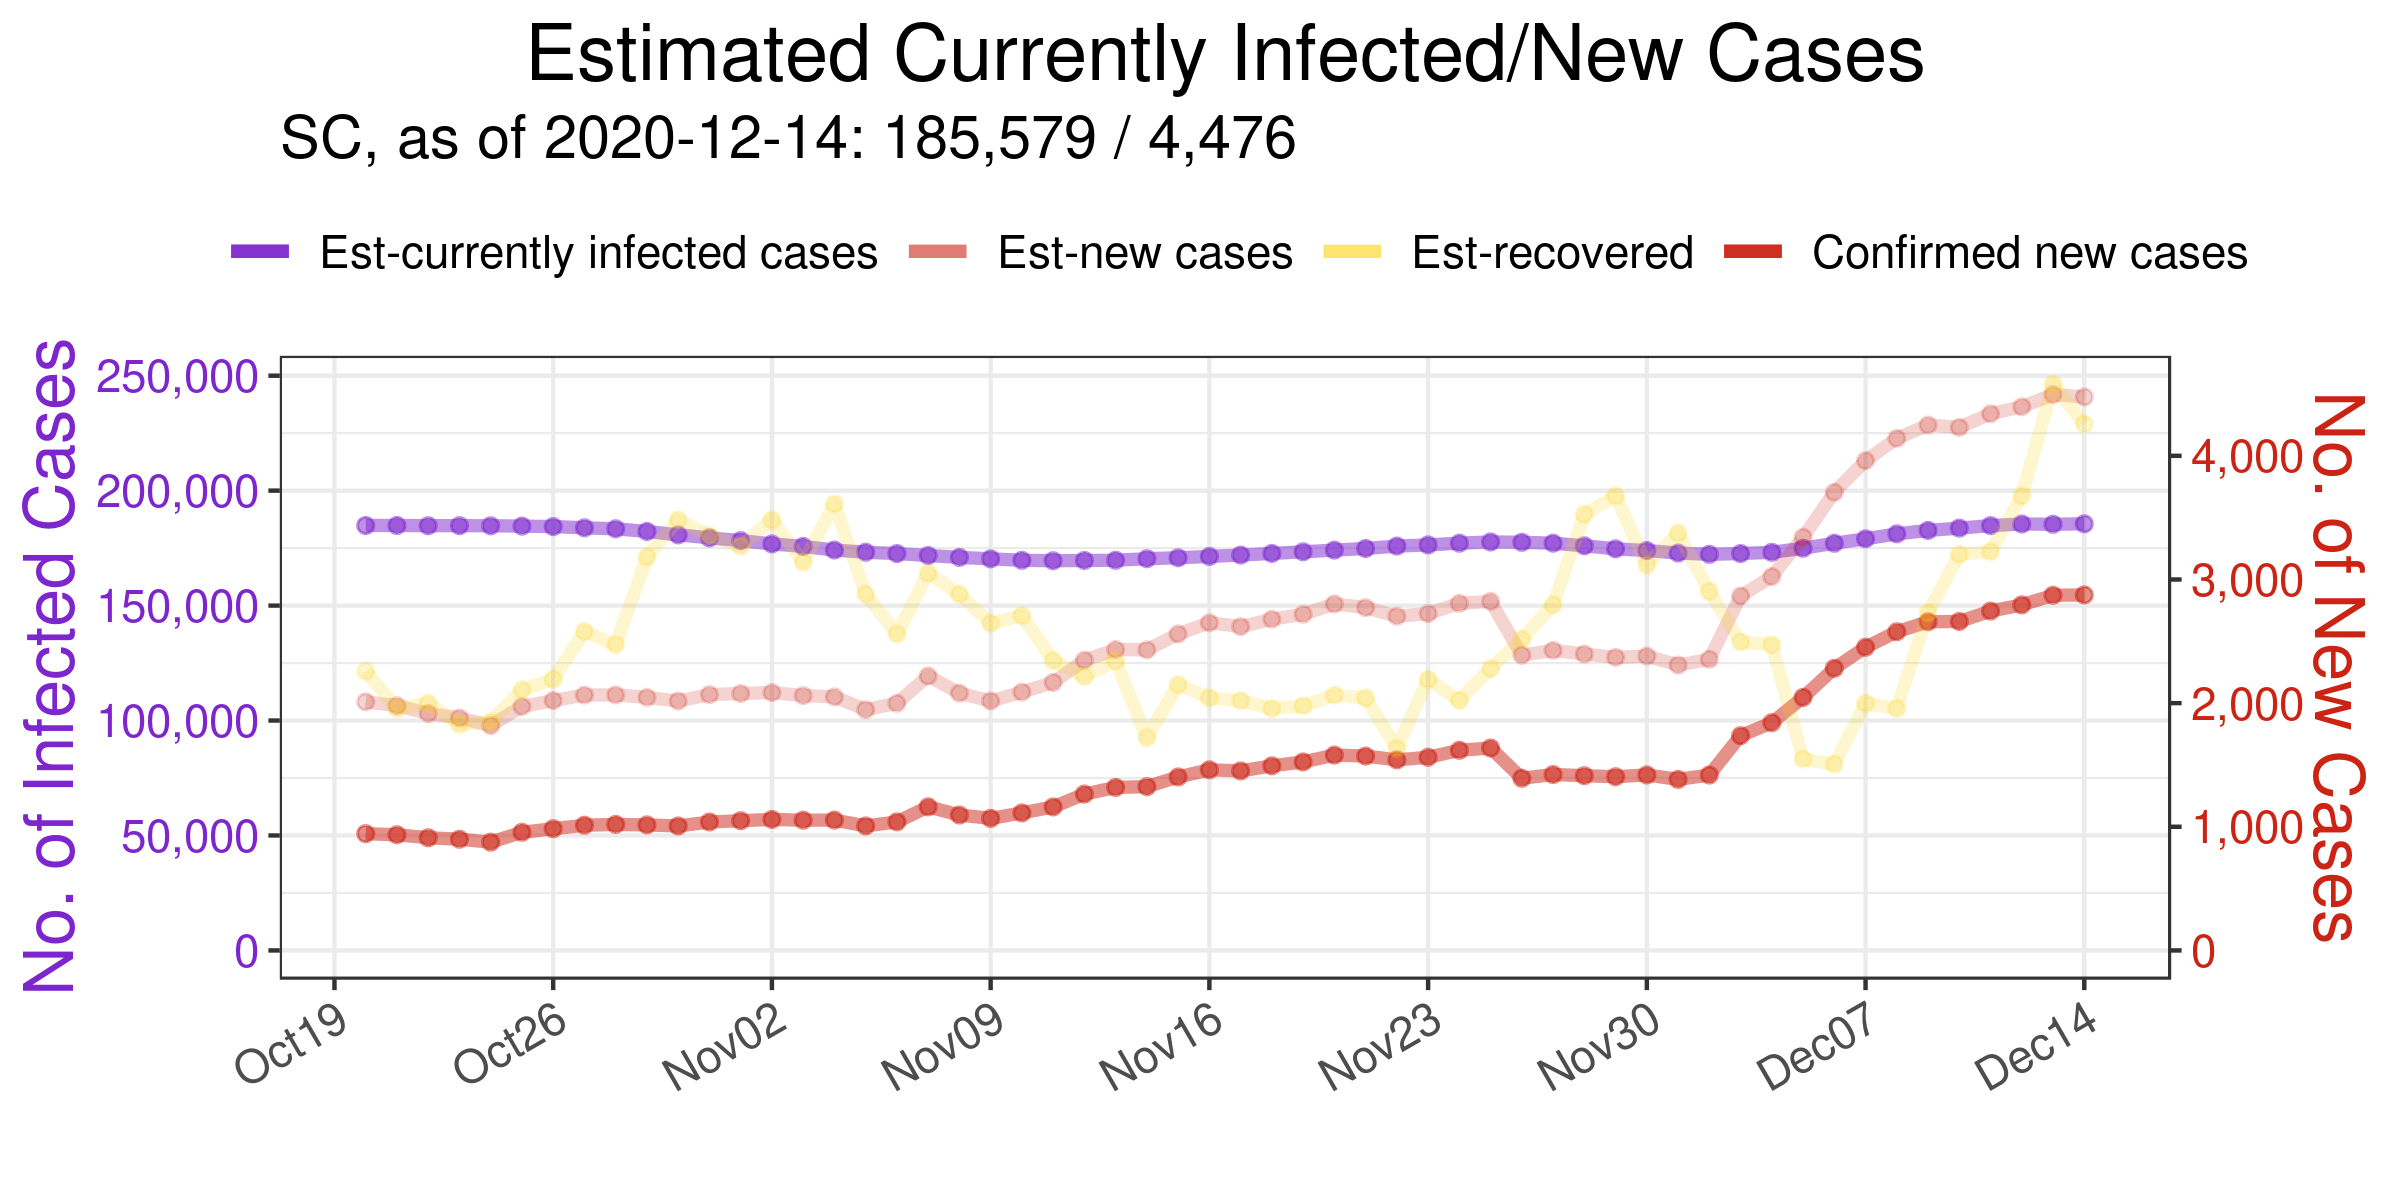 Estimated Currently Infected/New Cases
SC, as of 2020-12-14: 185,579 / 4,476
Est-currently infected cases Est-new cases Est-recovered Confirmed new cases
No. of Infected Cases
250,000
200,000
150,000
100,000
50,000
0
4,000
3,000
2,000
1,000
0
No. of New Cases
Oct19 Oct26 Nov02 Nov09 Nov16 Nov23 Nov30 Dec07 Dec14